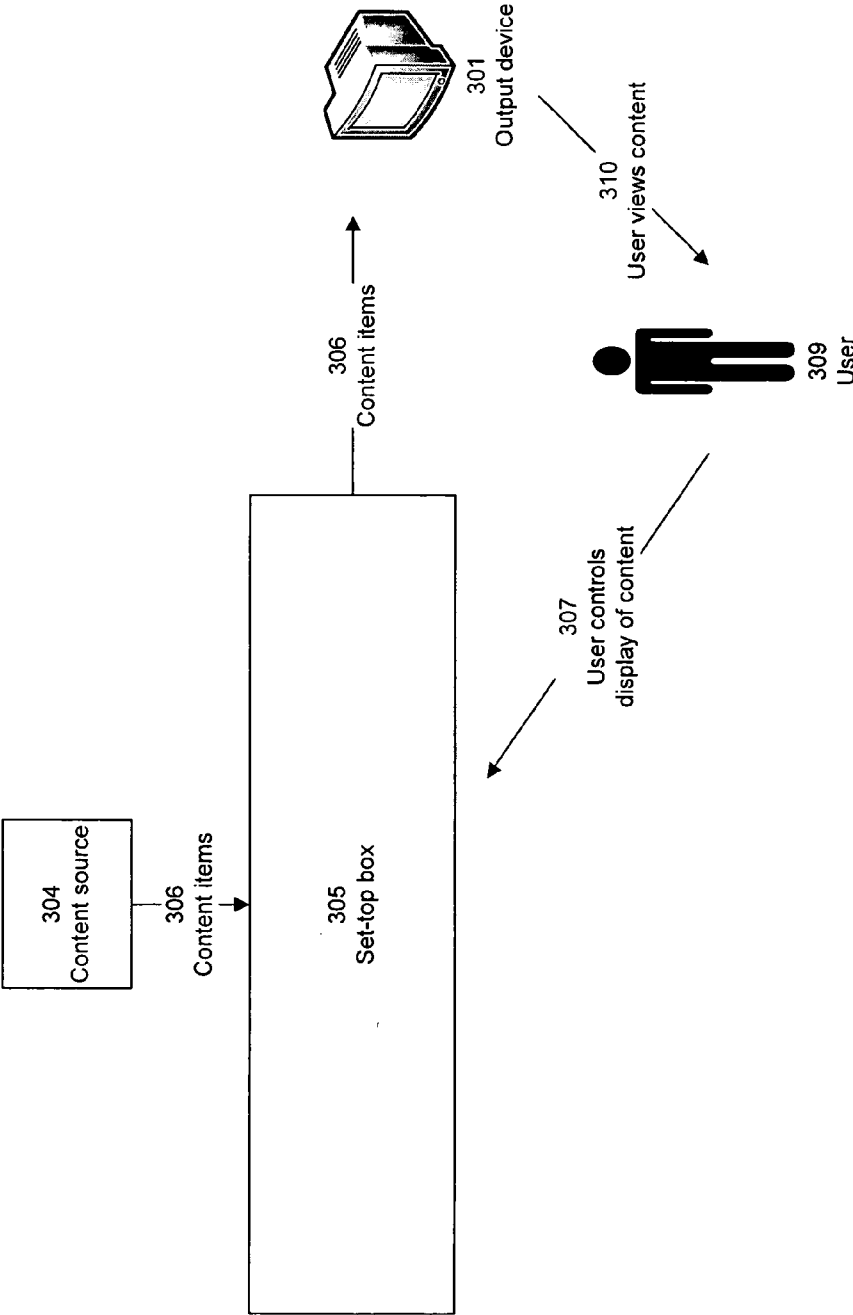 304
Content source
306
Content items
305
Set-top box
306
Content items
301
Output device
310
User views content
307
User controls
display of content
309
User